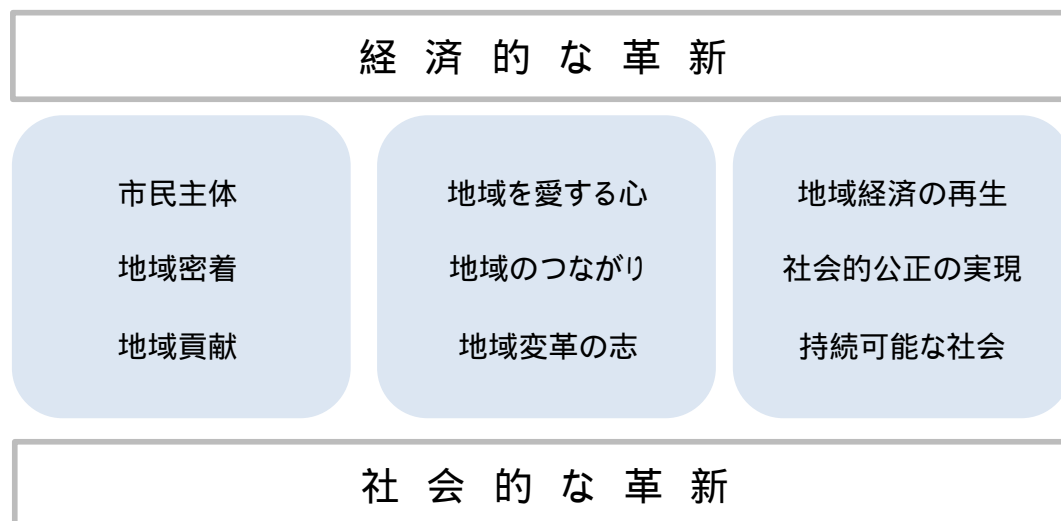 経済的な革新
市民主体
地域密着
地域貢献
地域を愛する心
地域のつながり
地域変革の志
地域経済の再生
社会的公正の実現
持続可能な社会
社会的な革新